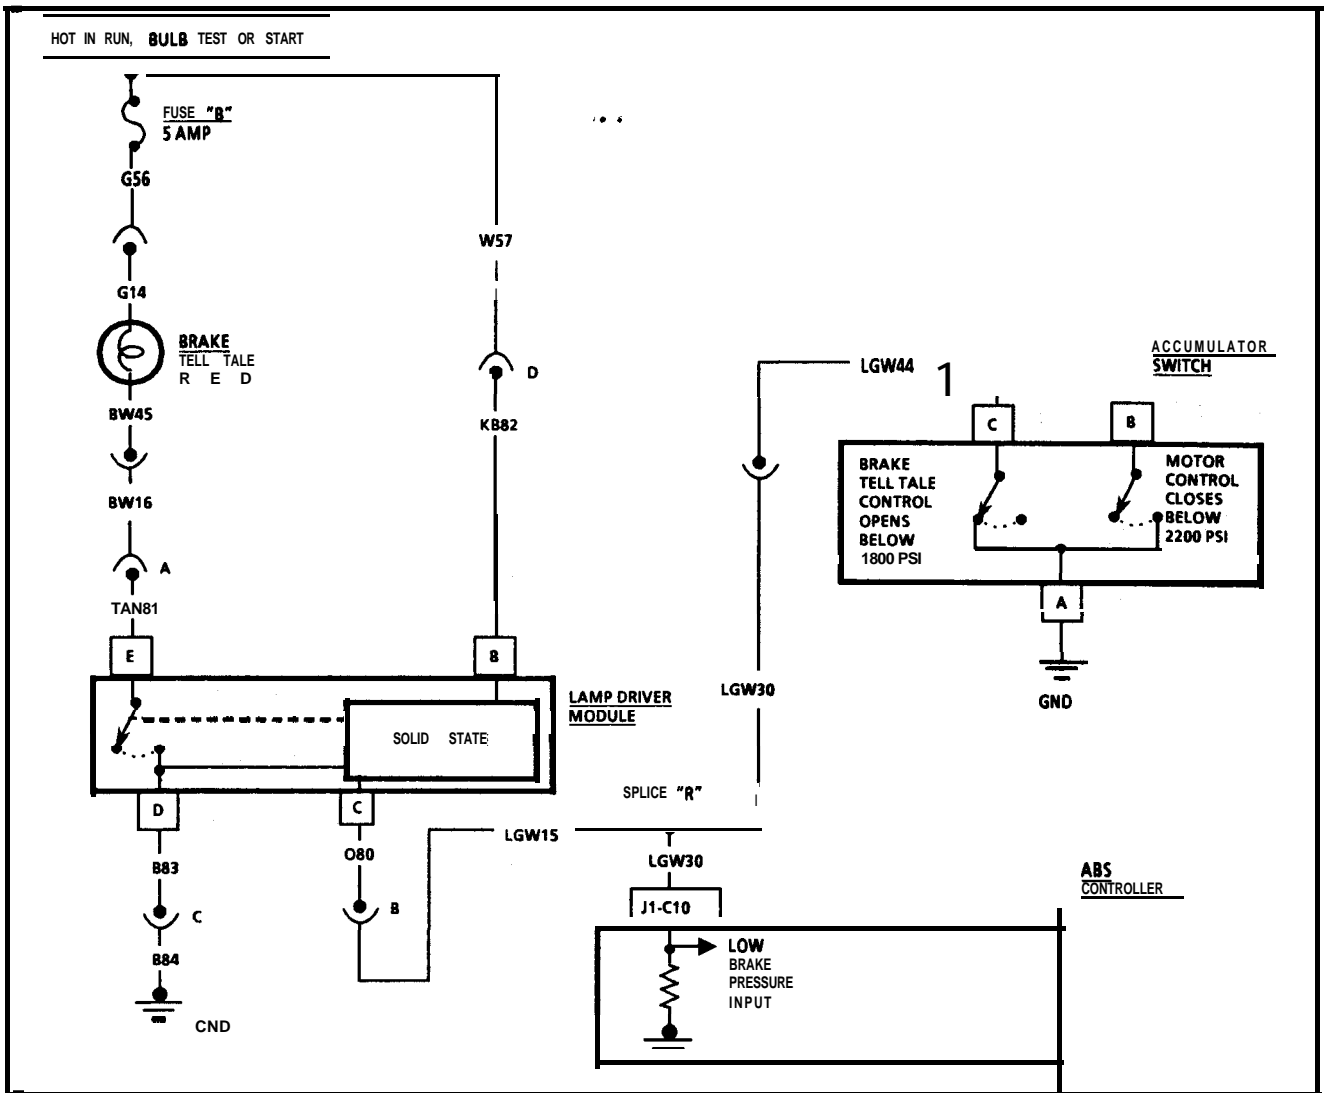 HOT IN RUN, BULB TEST OR START
FUSE "B"
5 AMP
G56
W57
G14
BRAKE
TELL TALE
RED
D
BW45
KB82
BW16
A
TAN81
E
B
LAMP DRIVER
MODULE
SOLID STATE
D
C
B83
O80
C
B
B84
CND
LGW15
SPLICE "R"
LGW30
LGW44
1
ACCUMULATOR
SWITCH
C
B
BRAKE
TELL TALE
CONTROL
OPENS
BELOW
1800 PSI
MOTOR
CONTROL
CLOSES
BELOW
2200 PSI
A
GND
LGW30
J1-C10
ABS
CONTROLLER
LOW
BRAKE
PRESSURE
INPUT